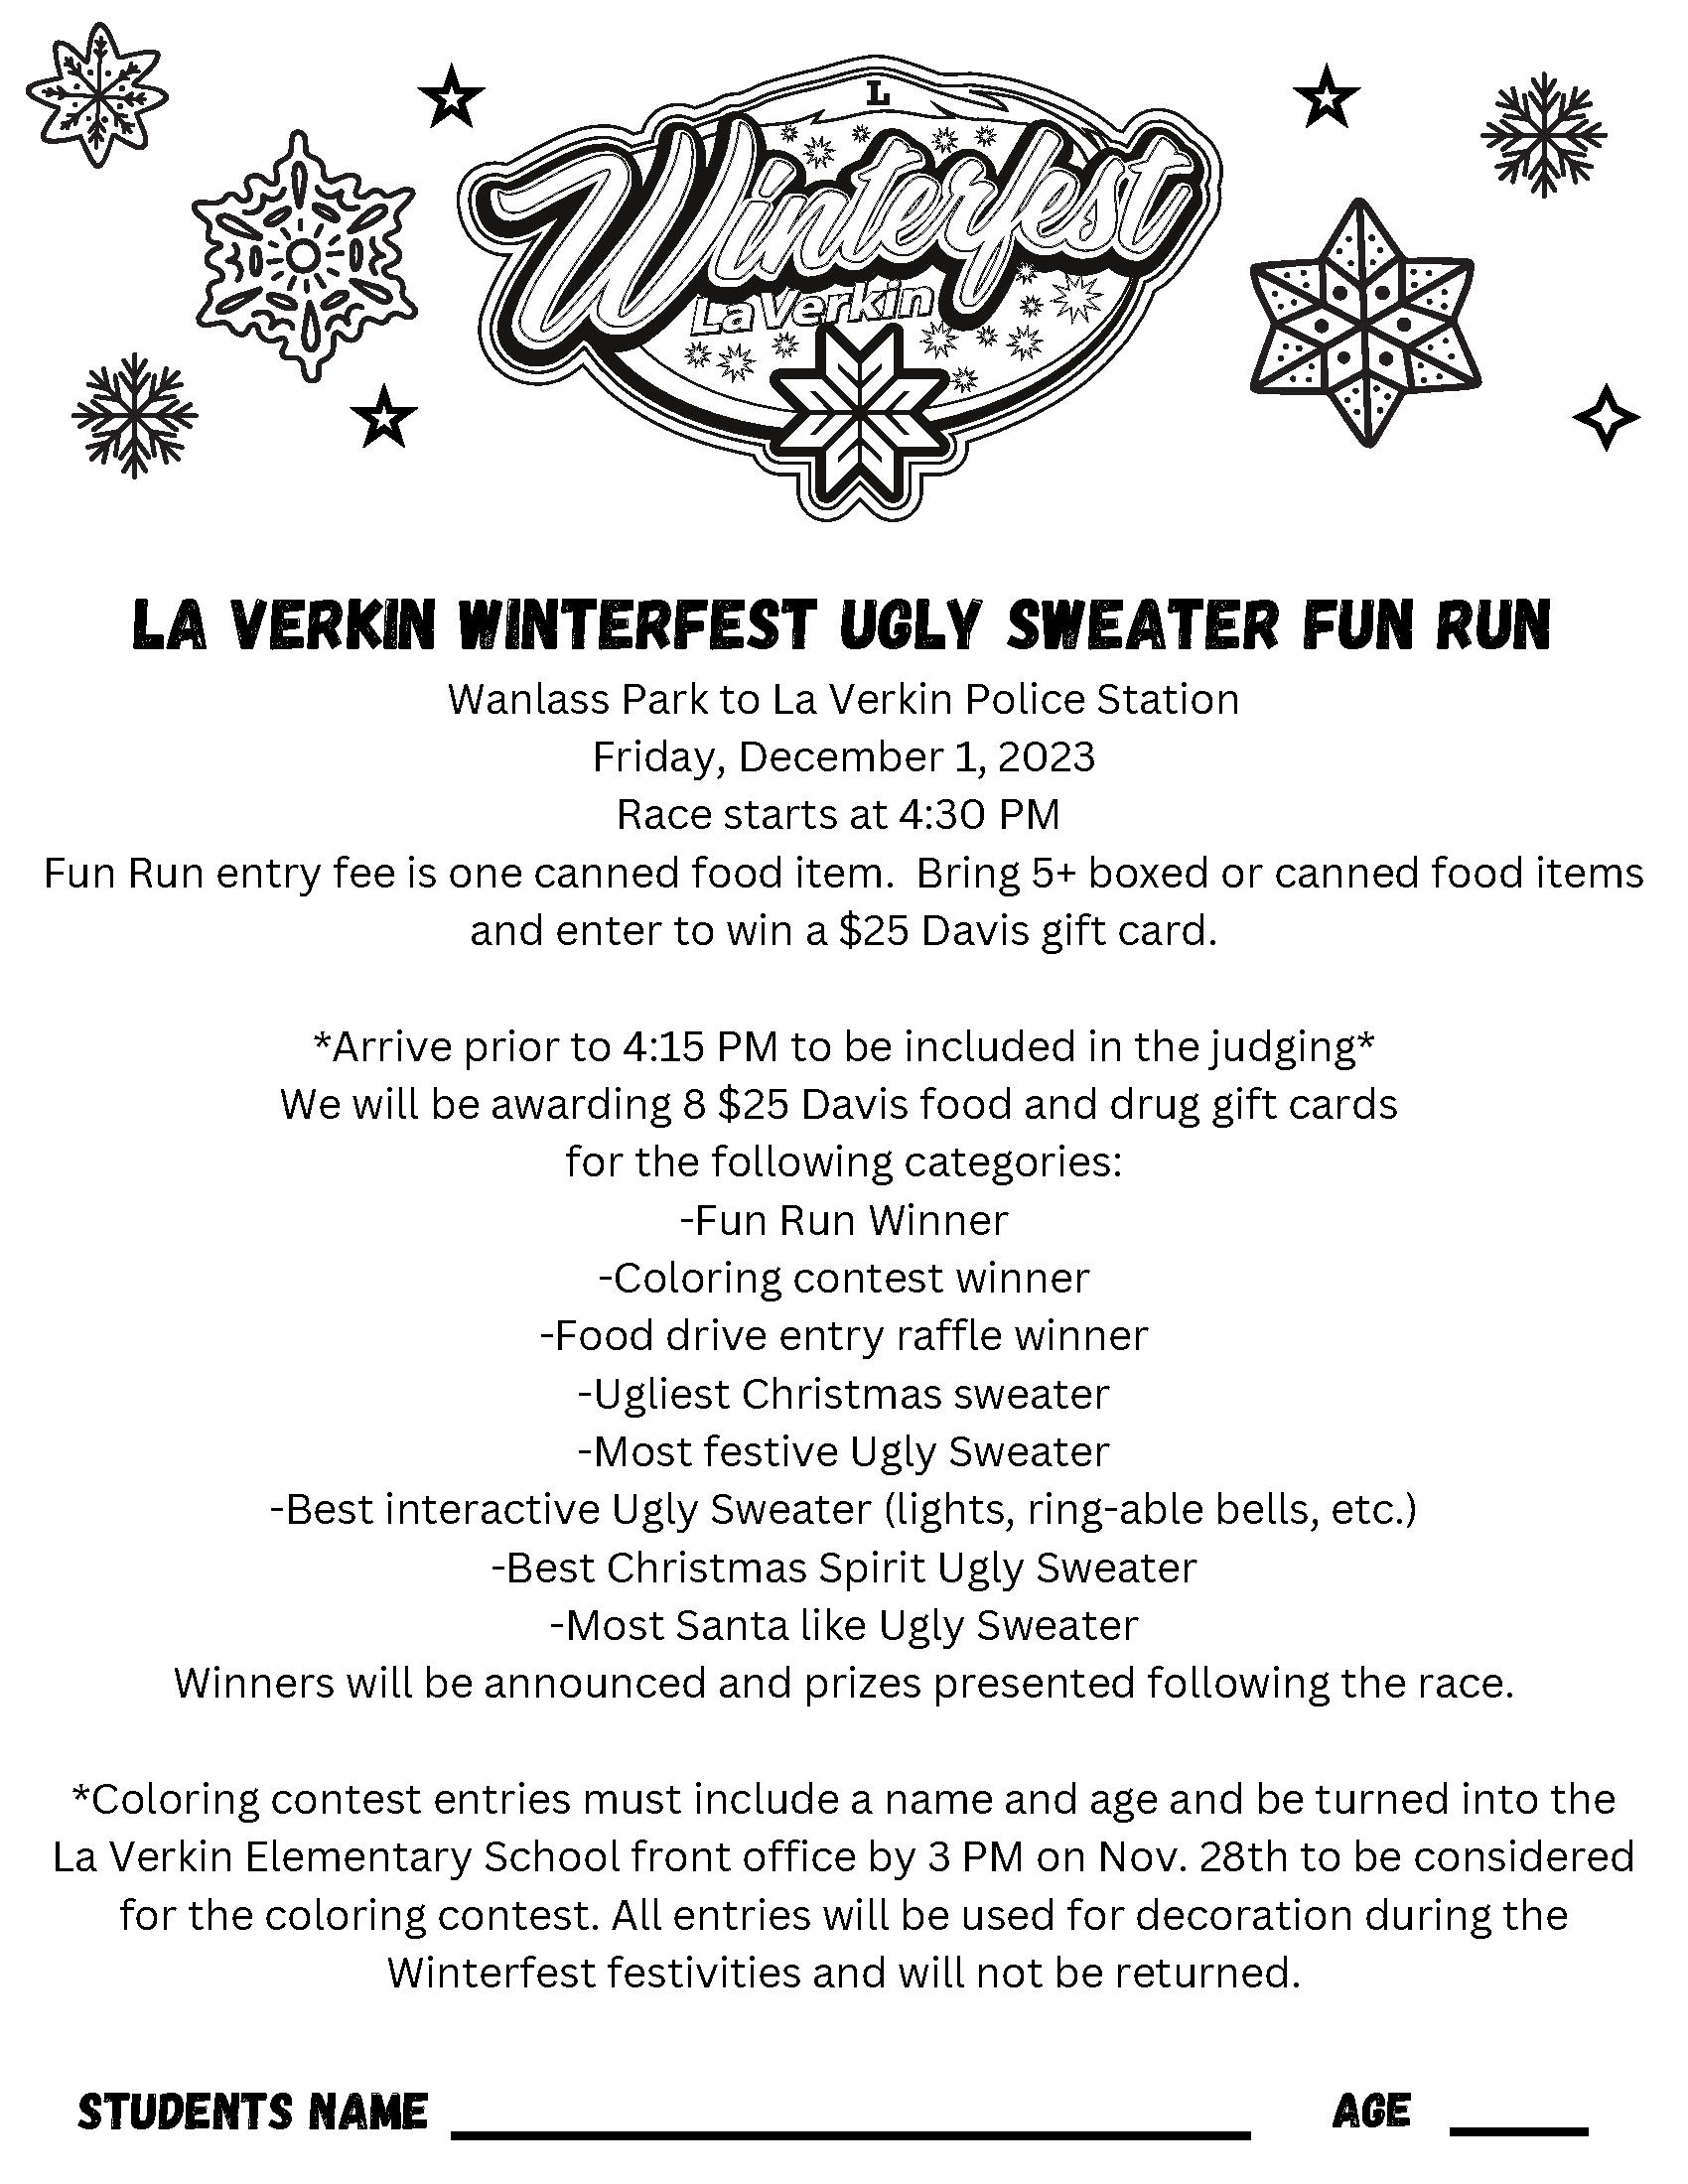 L
Winterfest
LaVerkin
LA VERKIN WINTERFEST UGLY SWEATER FUN RUN
Wanlass Park to La Verkin Police Station
Friday, December 1, 2023
Race starts at 4:30 PM
Fun Run entry fee is one canned food item.  Bring 5+ boxed or canned food items
and enter to win a $25 Davis gift card.
*Arrive prior to 4:15 PM to be included in the judging*
We will be awarding 8 $25 Davis food and drug gift cards
for the following categories:
-Fun Run Winner
-Coloring contest winner
-Food drive entry raffle winner
-Ugliest Christmas sweater
-Most festive Ugly Sweater
-Best interactive Ugly Sweater (lights, ring-able bells, etc.)
-Best Christmas Spirit Ugly Sweater
-Most Santa like Ugly Sweater
Winners will be announced and prizes presented following the race.
*Coloring contest entries must include a name and age and be turned into the
La Verkin Elementary School front office by 3 PM on Nov. 28th to be considered
for the coloring contest. All entries will be used for decoration during the
Winterfest festivities and will not be returned.
STUDENTS NAME AGE